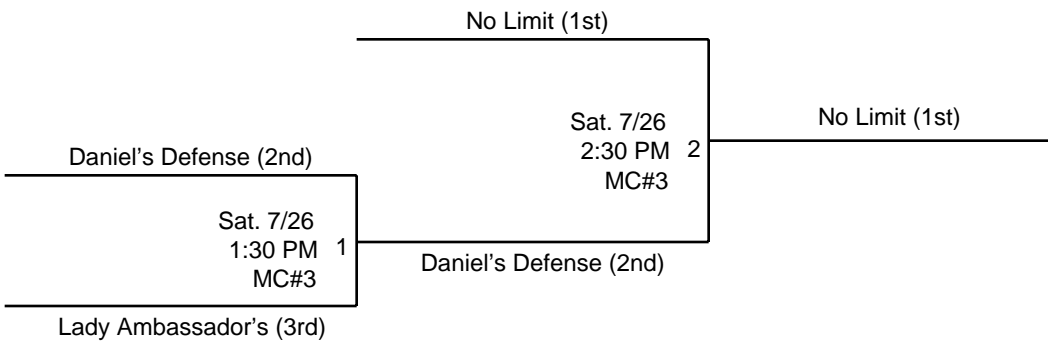 No Limit (1st)
Sat. 7/26
2:30 PM 2
MC#3
No Limit (1st)
Daniel's Defense (2nd)
Sat. 7/26
1:30 PM 1
MC#3
Daniel's Defense (2nd)
Lady Ambassador's (3rd)